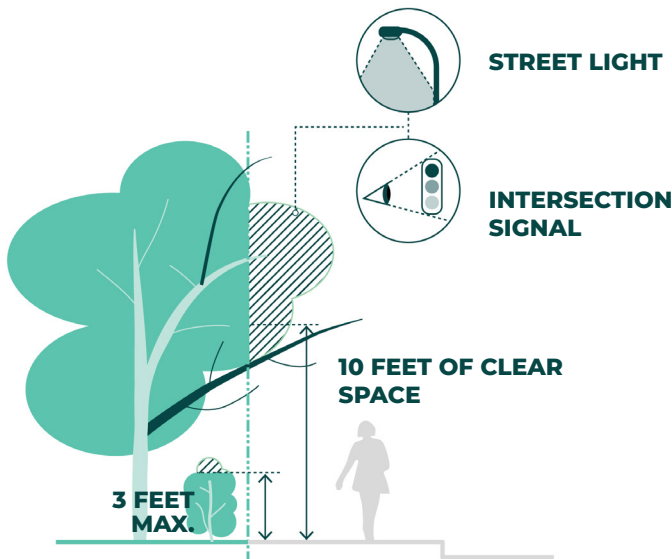 STREET LIGHT
INTERSECTION
SIGNAL
10 FEET OF CLEAR
SPACE
3 FEET
MAX.